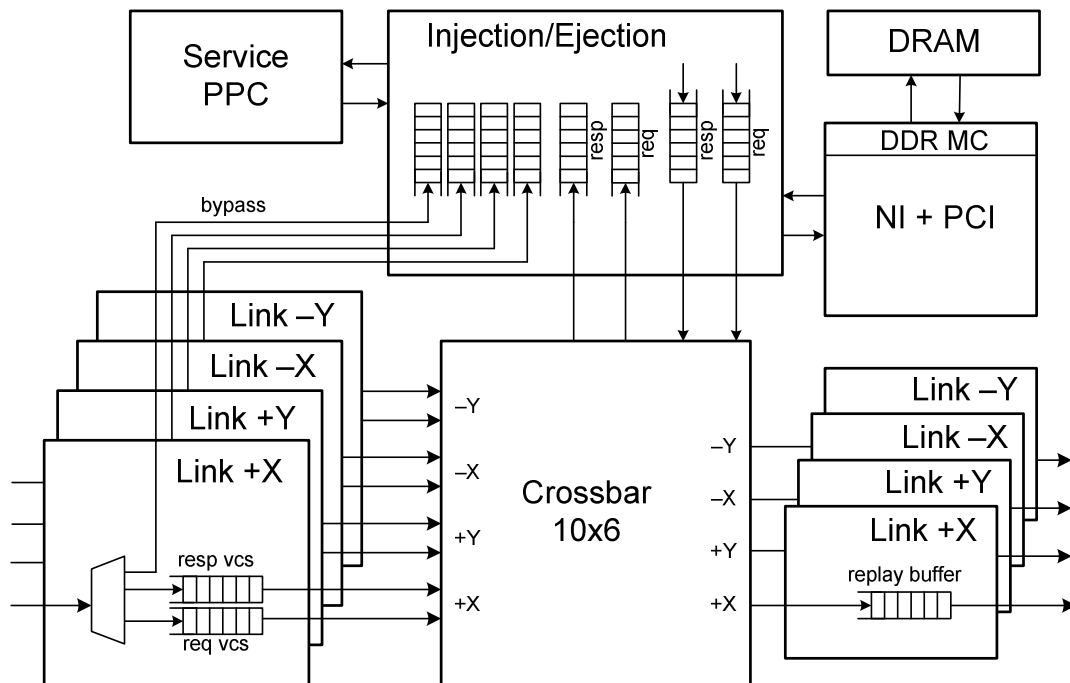 Service
PPC
Injection/Ejection
resp
req
resp
req
DRAM
DDR MC
NI + PCI
bypass
Link –Y
Link –X
Link +Y
Link +X
resp vcs
req vcs
–Y
–X
+Y
+X
Crossbar
10x6
–Y
–X
+Y
+X
Link –Y
Link –X
Link +Y
Link +X
replay buffer